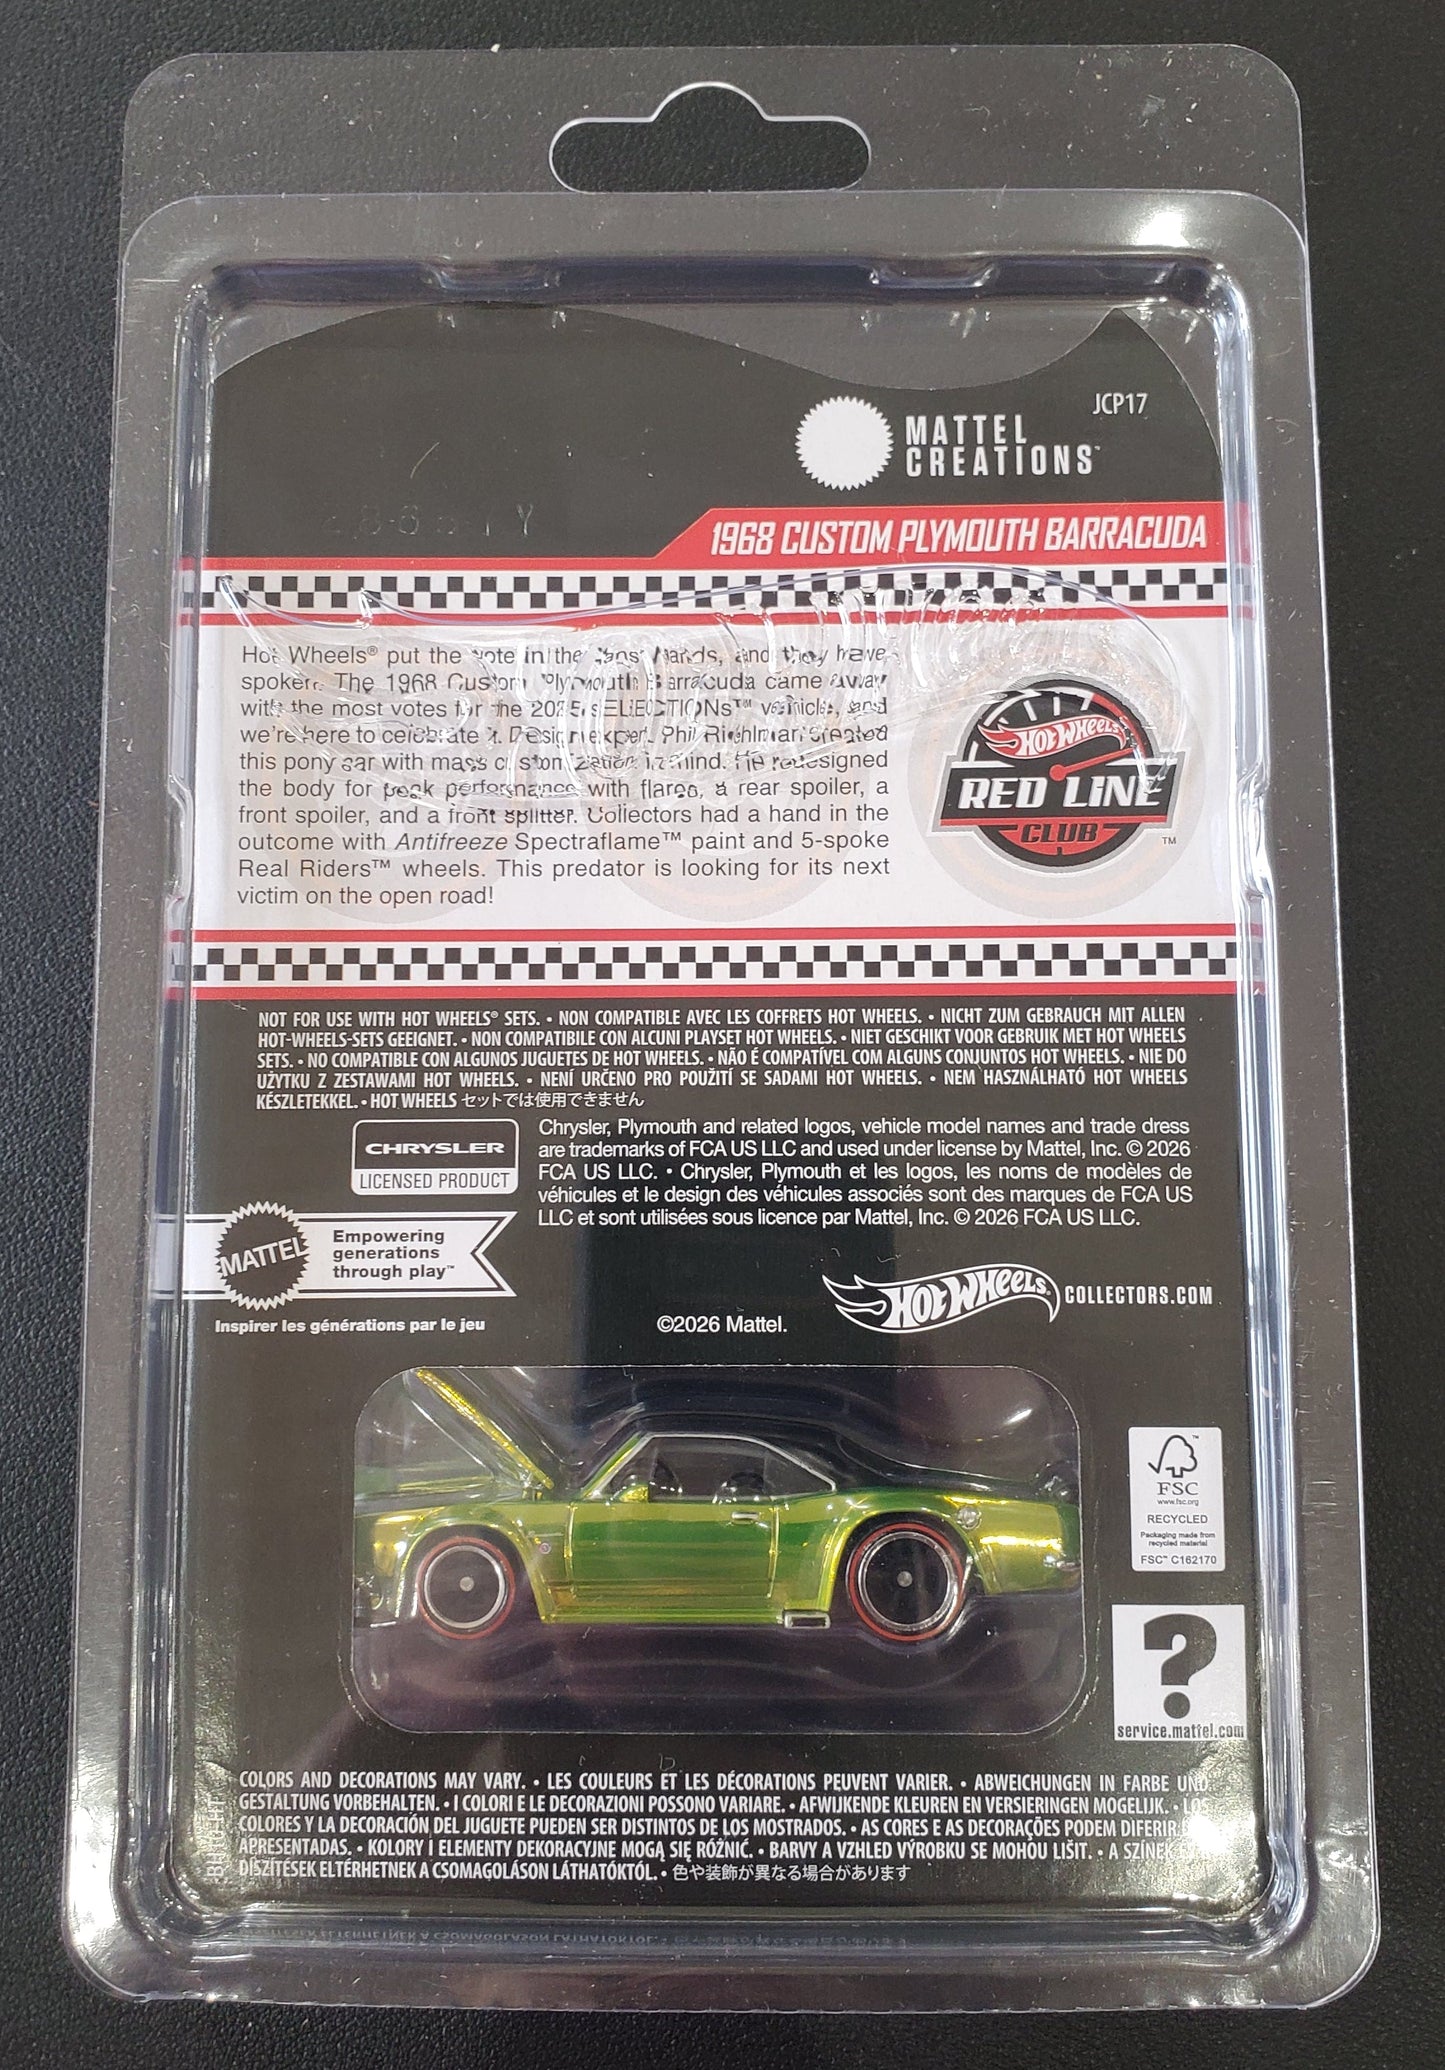 JCP17
MATTEL
CREATIONS™
1968 CUSTOM PLYMOUTH BARRACUDA
Hot Wheels® put the vote in the fans' hands, and they have
spoken. The 1968 Custom Plymouth Barracuda came away
with the most votes for the 2025 sELECTIONs™ vehicle, and
we're here to celebrate it. Design expert Phil Riehlman created
this pony car with mass customization in mind. He redesigned
the body for peak performance with flares, a rear spoiler, a
front spoiler, and a front splitter. Collectors had a hand in the
outcome with Antifreeze Spectraflame™ paint and 5-spoke
Real Riders™ wheels. This predator is looking for its next
victim on the open road!
HOT WHEELS
RED LINE
CLUB
TM
NOT FOR USE WITH HOT WHEELS® SETS. • NON COMPATIBLE AVEC LES COFFRETS HOT WHEELS. • NICHT ZUM GEBRAUCH MIT ALLEN
HOT-WHEELS-SETS GEEIGNET. • NON COMPATIBILE CON ALCUNI PLAYSET HOT WHEELS. • NIET GESCHIKT VOOR GEBRUIK MET HOT WHEELS
SETS. • NO COMPATIBLE CON ALGUNOS JUGUETES DE HOT WHEELS. • NÃO É COMPATÍVEL COM ALGUNS CONJUNTOS HOT WHEELS. • NIE DO
UŻYTKU Z ZESTAWAMI HOT WHEELS. • NENÍ URČENO PRO POUŽITÍ SE SADAMI HOT WHEELS. • NEM HASZNÁLHATÓ HOT WHEELS
KÉSZLETEKKEL. • HOT WHEELS セットでは使用できません
CHRYSLER
LICENSED PRODUCT
Chrysler, Plymouth and related logos, vehicle model names and trade dress
are trademarks of FCA US LLC and used under license by Mattel, Inc. © 2026
FCA US LLC. • Chrysler, Plymouth et les logos, les noms de modèles de
véhicules et le design des véhicules associés sont des marques de FCA US
LLC et sont utilisées sous licence par Mattel, Inc. © 2026 FCA US LLC.
MATTEL
Empowering
generations
through play™
Inspirer les générations par le jeu
©2026 Mattel.
HOT WHEELS COLLECTORS.COM
FSC
www.fsc.org
RECYCLED
Packaging made from
recycled material
FSC™ C162170
?
service.mattel.com
COLORS AND DECORATIONS MAY VARY. • LES COULEURS ET LES DÉCORATIONS PEUVENT VARIER. • ABWEICHUNGEN IN FARBE UND
GESTALTUNG VORBEHALTEN. • I COLORI E LE DECORAZIONI POSSONO VARIARE. • AFWIJKENDE KLEUREN EN VERSIERINGEN MOGELIJK. • LOS
COLORES Y LA DECORACIÓN DEL JUGUETE PUEDEN SER DISTINTOS DE LOS MOSTRADOS. • AS CORES E AS DECORAÇÕES PODEM DIFERIR
APRESENTADAS. • KOLORY I ELEMENTY DEKORACYJNE MOGĄ SIĘ RÓŻNIĆ. • BARVY A VZHLED VÝROBKU SE MOHOU LIŠIT. • A SZÍNEK
DÍSZÍTÉSEK ELTÉRHETNEK A CSOMAGOLÁSON LÁTHATÓKTÓL. • 色や装飾が異なる場合があります